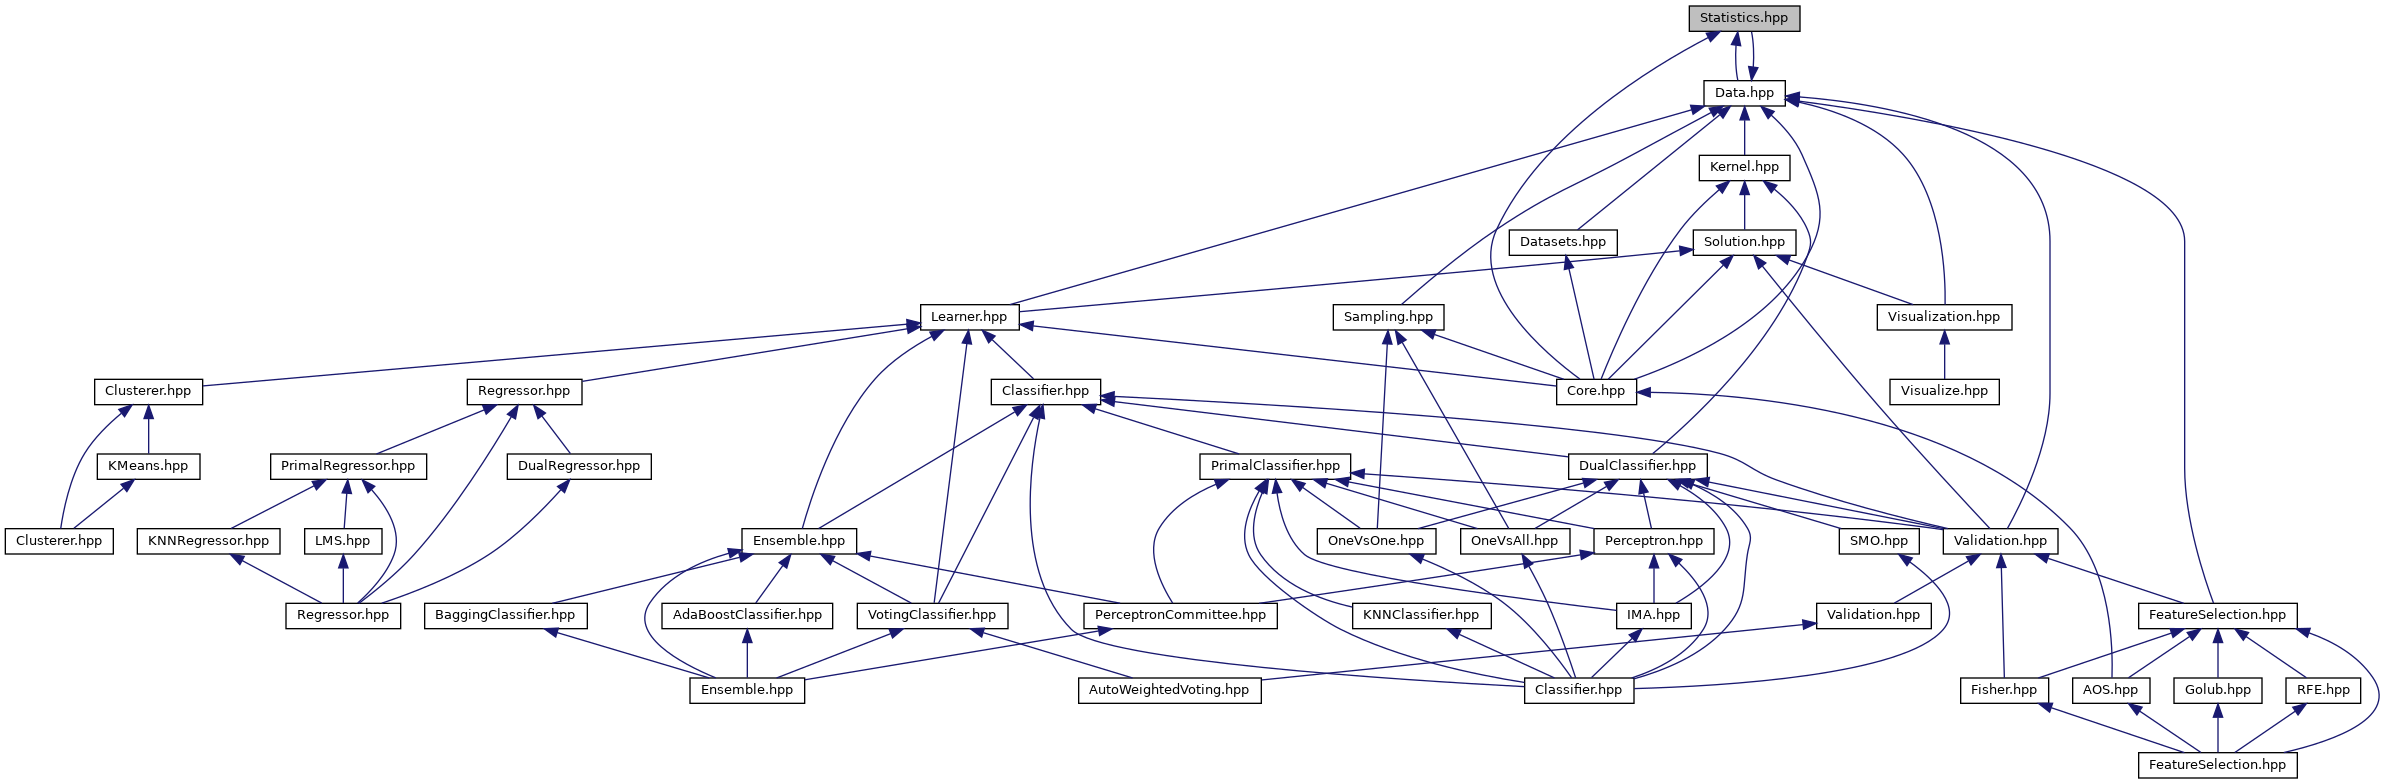 Statistics.hpp
Data.hpp
Kernel.hpp
Datasets.hpp
Solution.hpp
Learner.hpp
Sampling.hpp
Visualization.hpp
Clusterer.hpp
Regressor.hpp
Classifier.hpp
Core.hpp
Visualize.hpp
KMeans.hpp
PrimalRegressor.hpp
DualRegressor.hpp
PrimalClassifier.hpp
DualClassifier.hpp
Clusterer.hpp
KNNRegressor.hpp
LMS.hpp
Ensemble.hpp
OneVsOne.hpp
OneVsAll.hpp
Perceptron.hpp
SMO.hpp
Validation.hpp
Regressor.hpp
BaggingClassifier.hpp
AdaBoostClassifier.hpp
VotingClassifier.hpp
PerceptronCommittee.hpp
KNNClassifier.hpp
IMA.hpp
Validation.hpp
FeatureSelection.hpp
Ensemble.hpp
AutoWeightedVoting.hpp
Classifier.hpp
Fisher.hpp
AOS.hpp
Golub.hpp
RFE.hpp
FeatureSelection.hpp